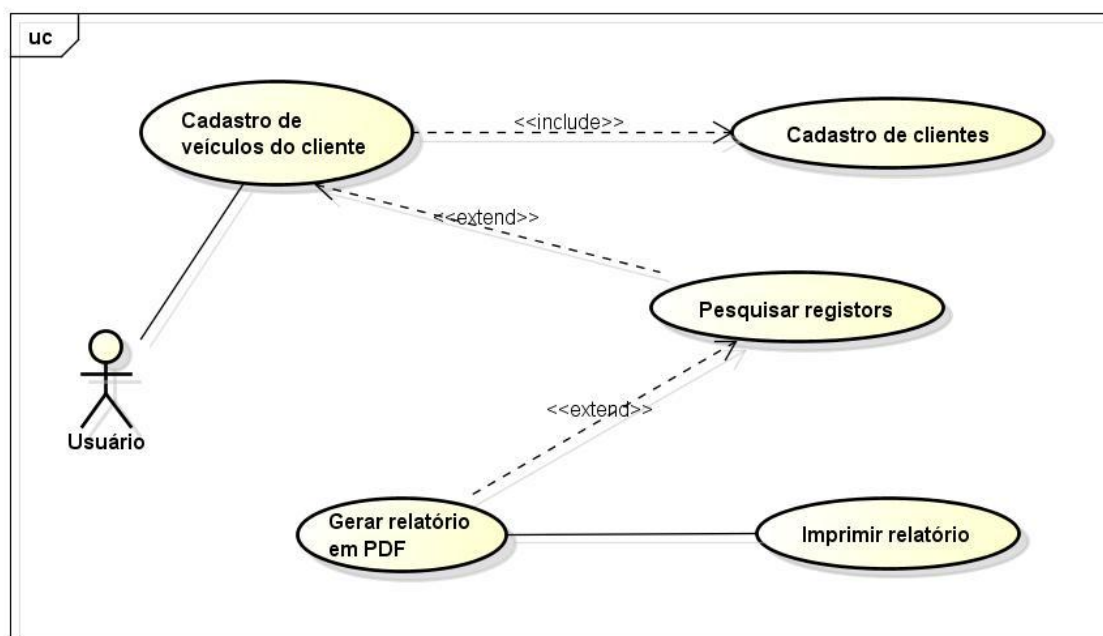 uc
Cadastro de
veículos do cliente
<<include>>
Cadastro de clientes
<<extend>>
Pesquisar registors
Usuário
<<extend>>
Gerar relatório
em PDF
Imprimir relatório